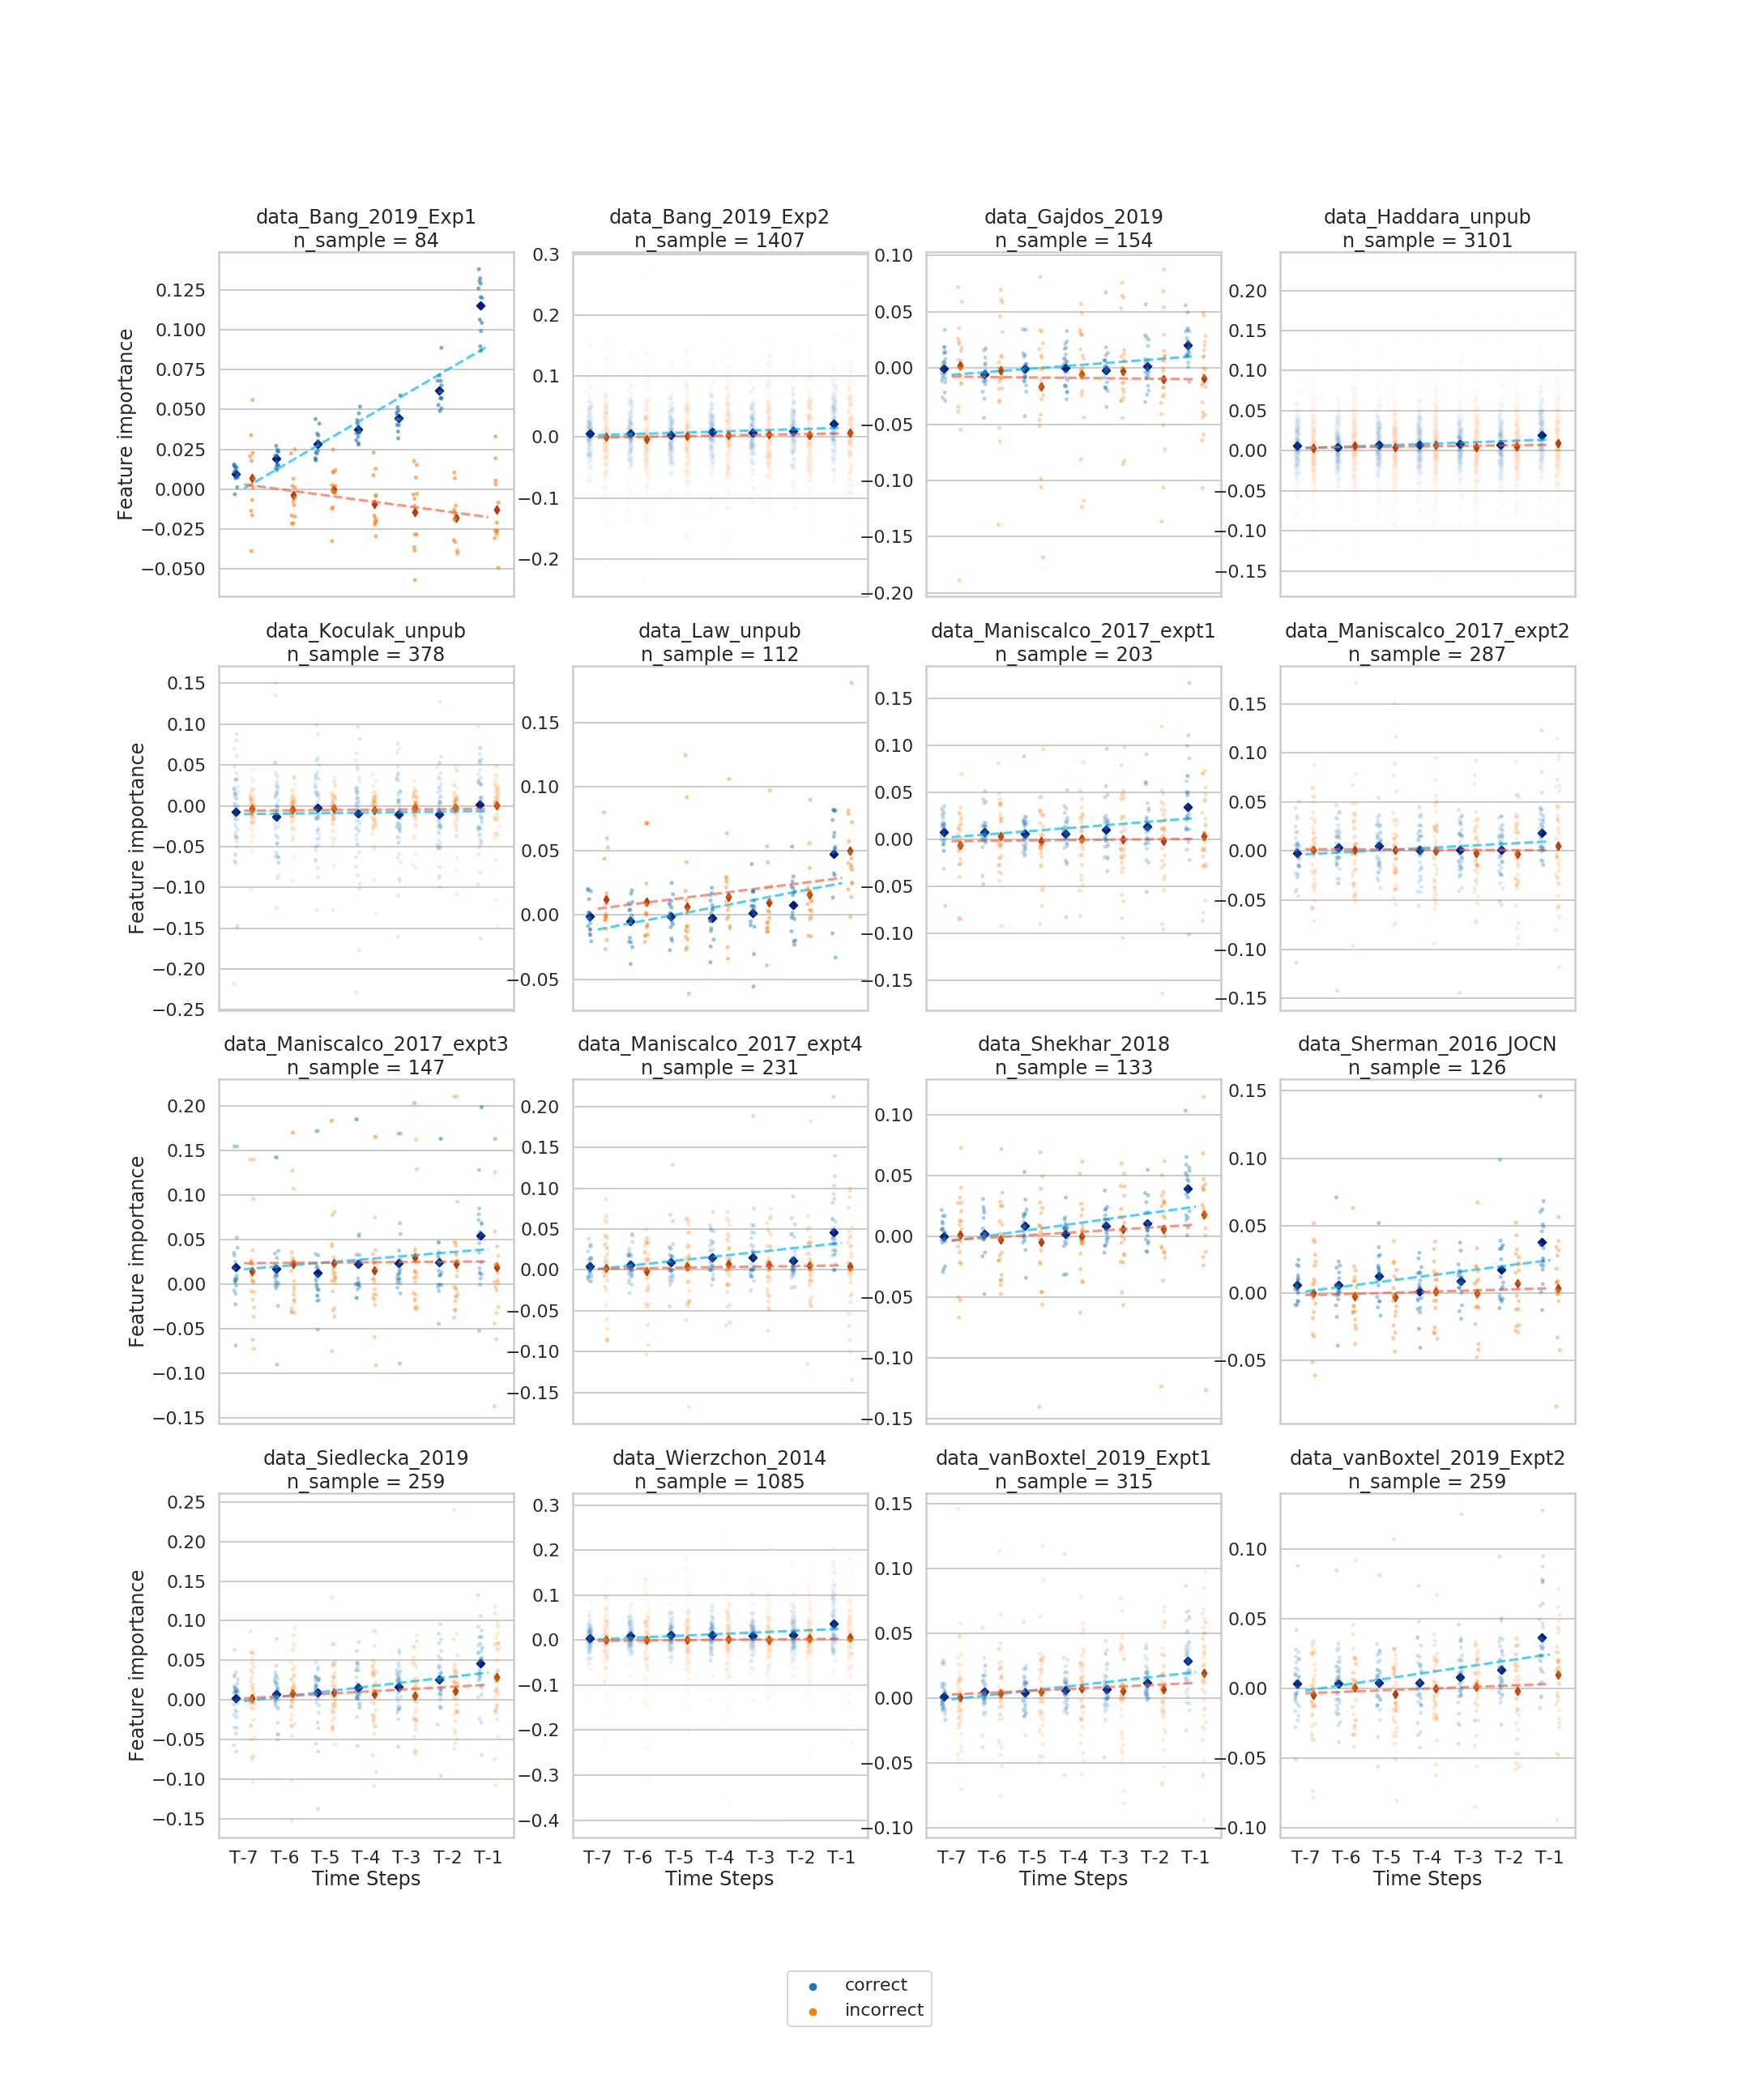 data_Bang_2019_Exp1
n_sample = 84
data_Bang_2019_Exp2
n_sample = 1407
data_Gajdos_2019
n_sample = 154
data_Haddara_unpub
n_sample = 3101
Feature importance
0.125
0.100
0.075
0.050
0.025
0.000
−0.025
−0.050
0.3
0.2
0.1
0.0
−0.1
−0.2
0.10
0.05
0.00
−0.05
−0.10
−0.15
−0.20
0.20
0.15
0.10
0.05
0.00
−0.05
−0.10
−0.15
data_Koculak_unpub
n_sample = 378
data_Law_unpub
n_sample = 112
data_Maniscalco_2017_expt1
n_sample = 203
data_Maniscalco_2017_expt2
n_sample = 287
Feature importance
0.15
0.10
0.05
0.00
−0.05
−0.10
−0.15
−0.20
−0.25
0.15
0.10
0.05
0.00
−0.05
0.15
0.10
0.05
0.00
−0.05
−0.10
−0.15
0.15
0.10
0.05
0.00
−0.05
−0.10
−0.15
data_Maniscalco_2017_expt3
n_sample = 147
data_Maniscalco_2017_expt4
n_sample = 231
data_Shekhar_2018
n_sample = 133
data_Sherman_2016_JOCN
n_sample = 126
Feature importance
0.20
0.15
0.10
0.05
0.00
−0.05
−0.10
−0.15
0.20
0.15
0.10
0.05
0.00
−0.05
−0.10
−0.15
0.10
0.05
0.00
−0.05
−0.10
−0.15
0.15
0.10
0.05
0.00
−0.05
data_Siedlecka_2019
n_sample = 259
data_Wierzchon_2014
n_sample = 1085
data_vanBoxtel_2019_Expt1
n_sample = 315
data_vanBoxtel_2019_Expt2
n_sample = 259
Feature importance
0.25
0.20
0.15
0.10
0.05
0.00
−0.05
−0.10
−0.15
0.3
0.2
0.1
0.0
−0.1
−0.2
−0.3
−0.4
0.15
0.10
0.05
0.00
−0.05
−0.10
0.10
0.05
0.00
−0.05
−0.10
T-7 T-6 T-5 T-4 T-3 T-2 T-1
Time Steps
T-7 T-6 T-5 T-4 T-3 T-2 T-1
Time Steps
T-7 T-6 T-5 T-4 T-3 T-2 T-1
Time Steps
T-7 T-6 T-5 T-4 T-3 T-2 T-1
Time Steps
correct
incorrect